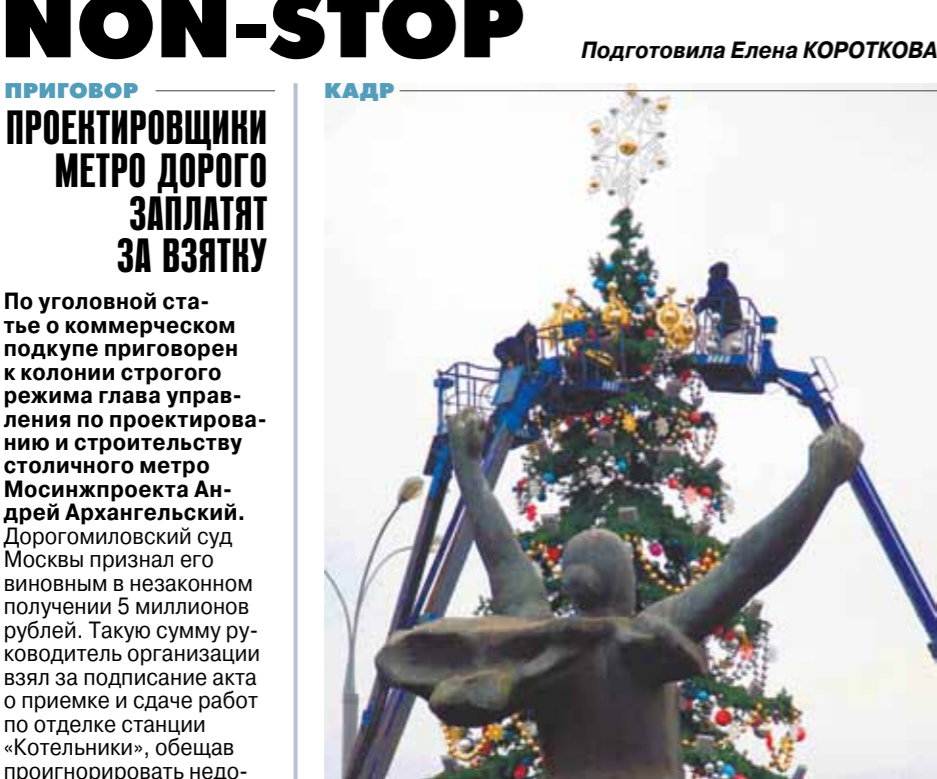 NON-STOP
Подготовила Елена КОРОТКОВА
ПРИГОВОР
ПРОЕКТИРОВЩИКИ
МЕТРО ДОРОГО
ЗАПЛАТЯТ
ЗА ВЗЯТКУ
По уголовной ста-
тье о коммерческом
подкупе приговорен
к колонии строгого
режима глава управ-
ления по проектирова-
нию и строительству
столичного метро
Мосинжпроекта Ан-
дрей Архангельский.
Дорогомиловский суд
Москвы признал его
виновным в незаконном
получении 5 миллионов
рублей. Такую сумму ру-
ководитель организации
взял за подписание акта
о приемке и сдаче работ
по отделке станции
«Котельники», обещав
проигнорировать недо-
КАДР